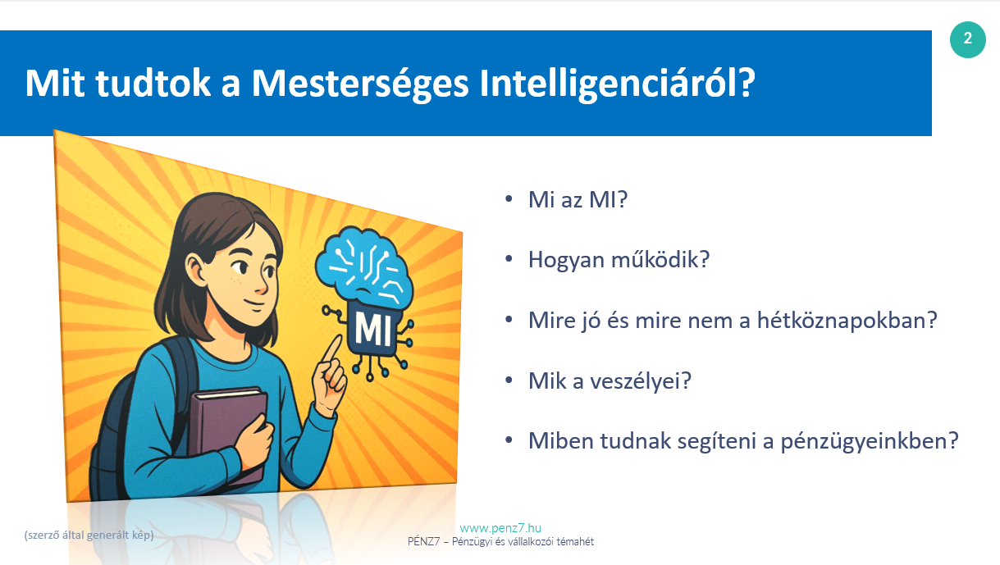 2
Mit tudtok a Mesterséges Intelligenciáról?
MI
• Mi az MI?
• Hogyan működik?
• Mire jó és mire nem a hétköznapokban?
• Mik a veszélyei?
• Miben tudnak segíteni a pénzügyeinkben?
(szerző által generált kép)
www.penz7.hu
PÉNZ7 – Pénzügyi és vállalkozói témahét